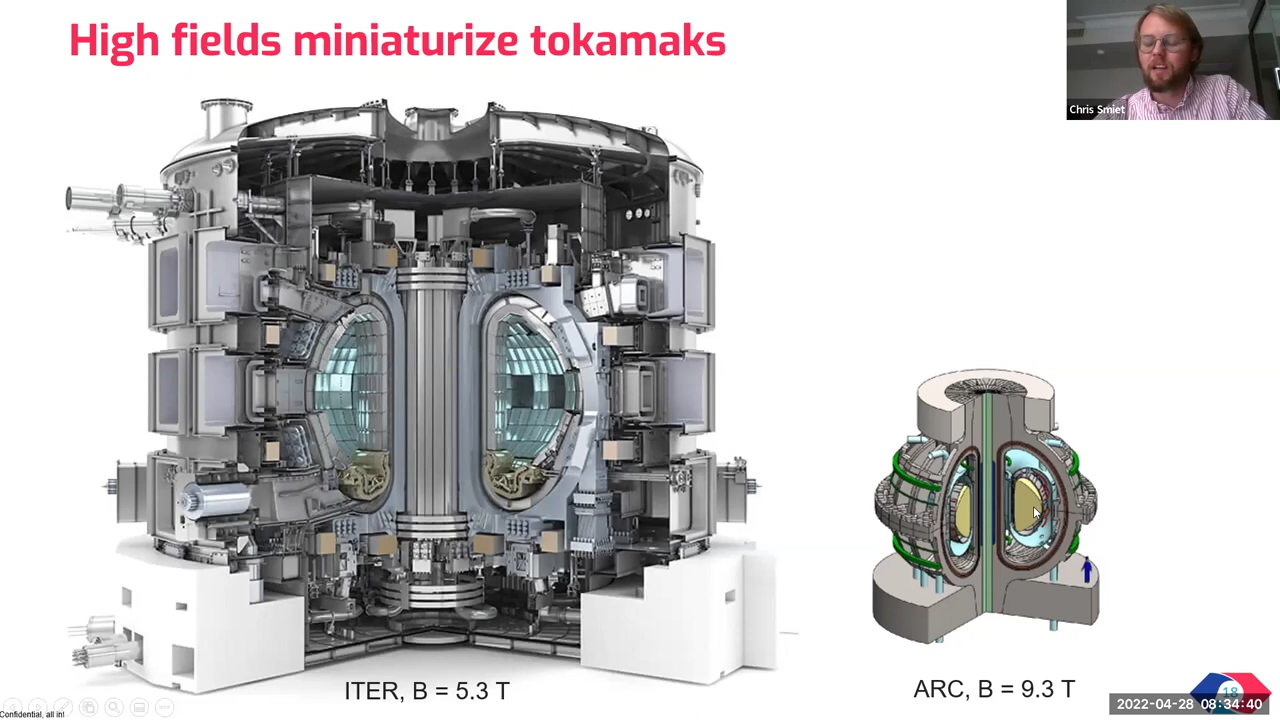 High fields miniaturize tokamaks
Chris Smiet
ITER, B = 5.3 T
ARC, B = 9.3 T
18
2022-04-28 08:34:40
Confidential, all in!